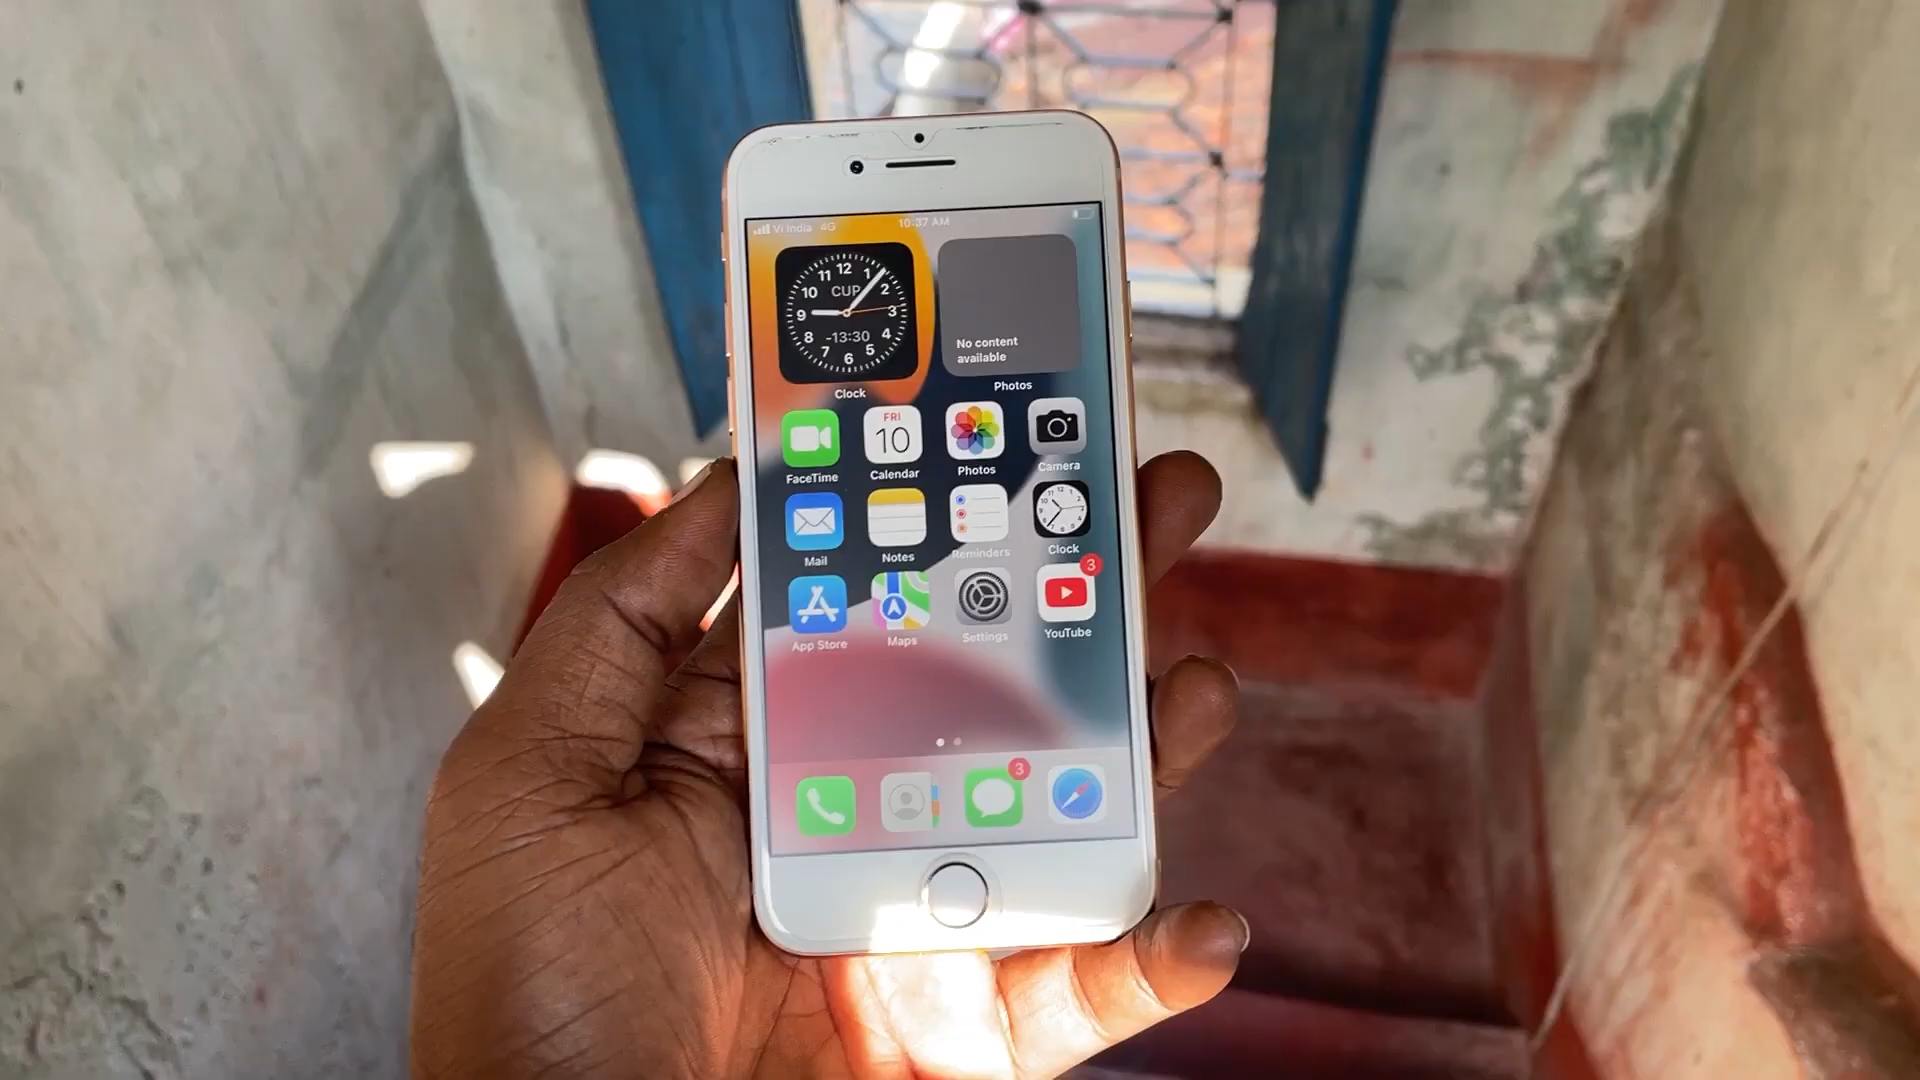 Vi India 4G 10:37 AM
12
11 1
10 CUP 2
9 3
8 -13:30 4
7 5
6
No content
available
Clock Photos
FRI
10
FaceTime Calendar Photos Camera
Mail Notes Reminders Clock
3
App Store Maps Settings YouTube
3